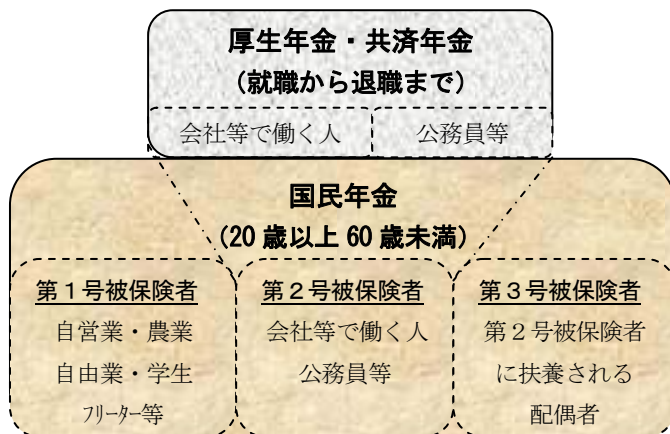 厚生年金・共済年金
(就職から退職まで)
会社等で働く人
公務員等
国民年金
(20歳以上60歳未満)
第1号被保険者
自営業・農業
自由業・学生
フリーター等
第2号被保険者
会社等で働く人
公務員等
第3号被保険者
第2号被保険者
に扶養される
配偶者